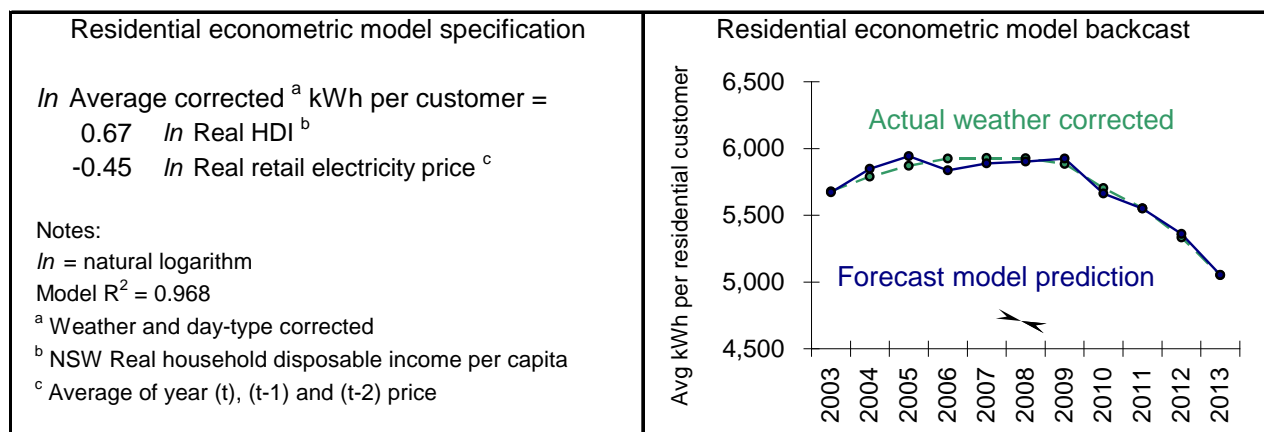 Residential econometric model specification
ln Average corrected a kWh per customer =
0.67 ln Real HDI b
-0.45 ln Real retail electricity price c
Notes:
ln = natural logarithm
Model R2 = 0.968
a Weather and day-type corrected
b NSW Real household disposable income per capita
c Average of year (t), (t-1) and (t-2) price
Residential econometric model backcast
Avg kWh per residential customer
6,500
6,000
5,500
5,000
4,500
Actual weather corrected
Forecast model prediction
2003
2004
2005
2006
2007
2008
2009
2010
2011
2012
2013